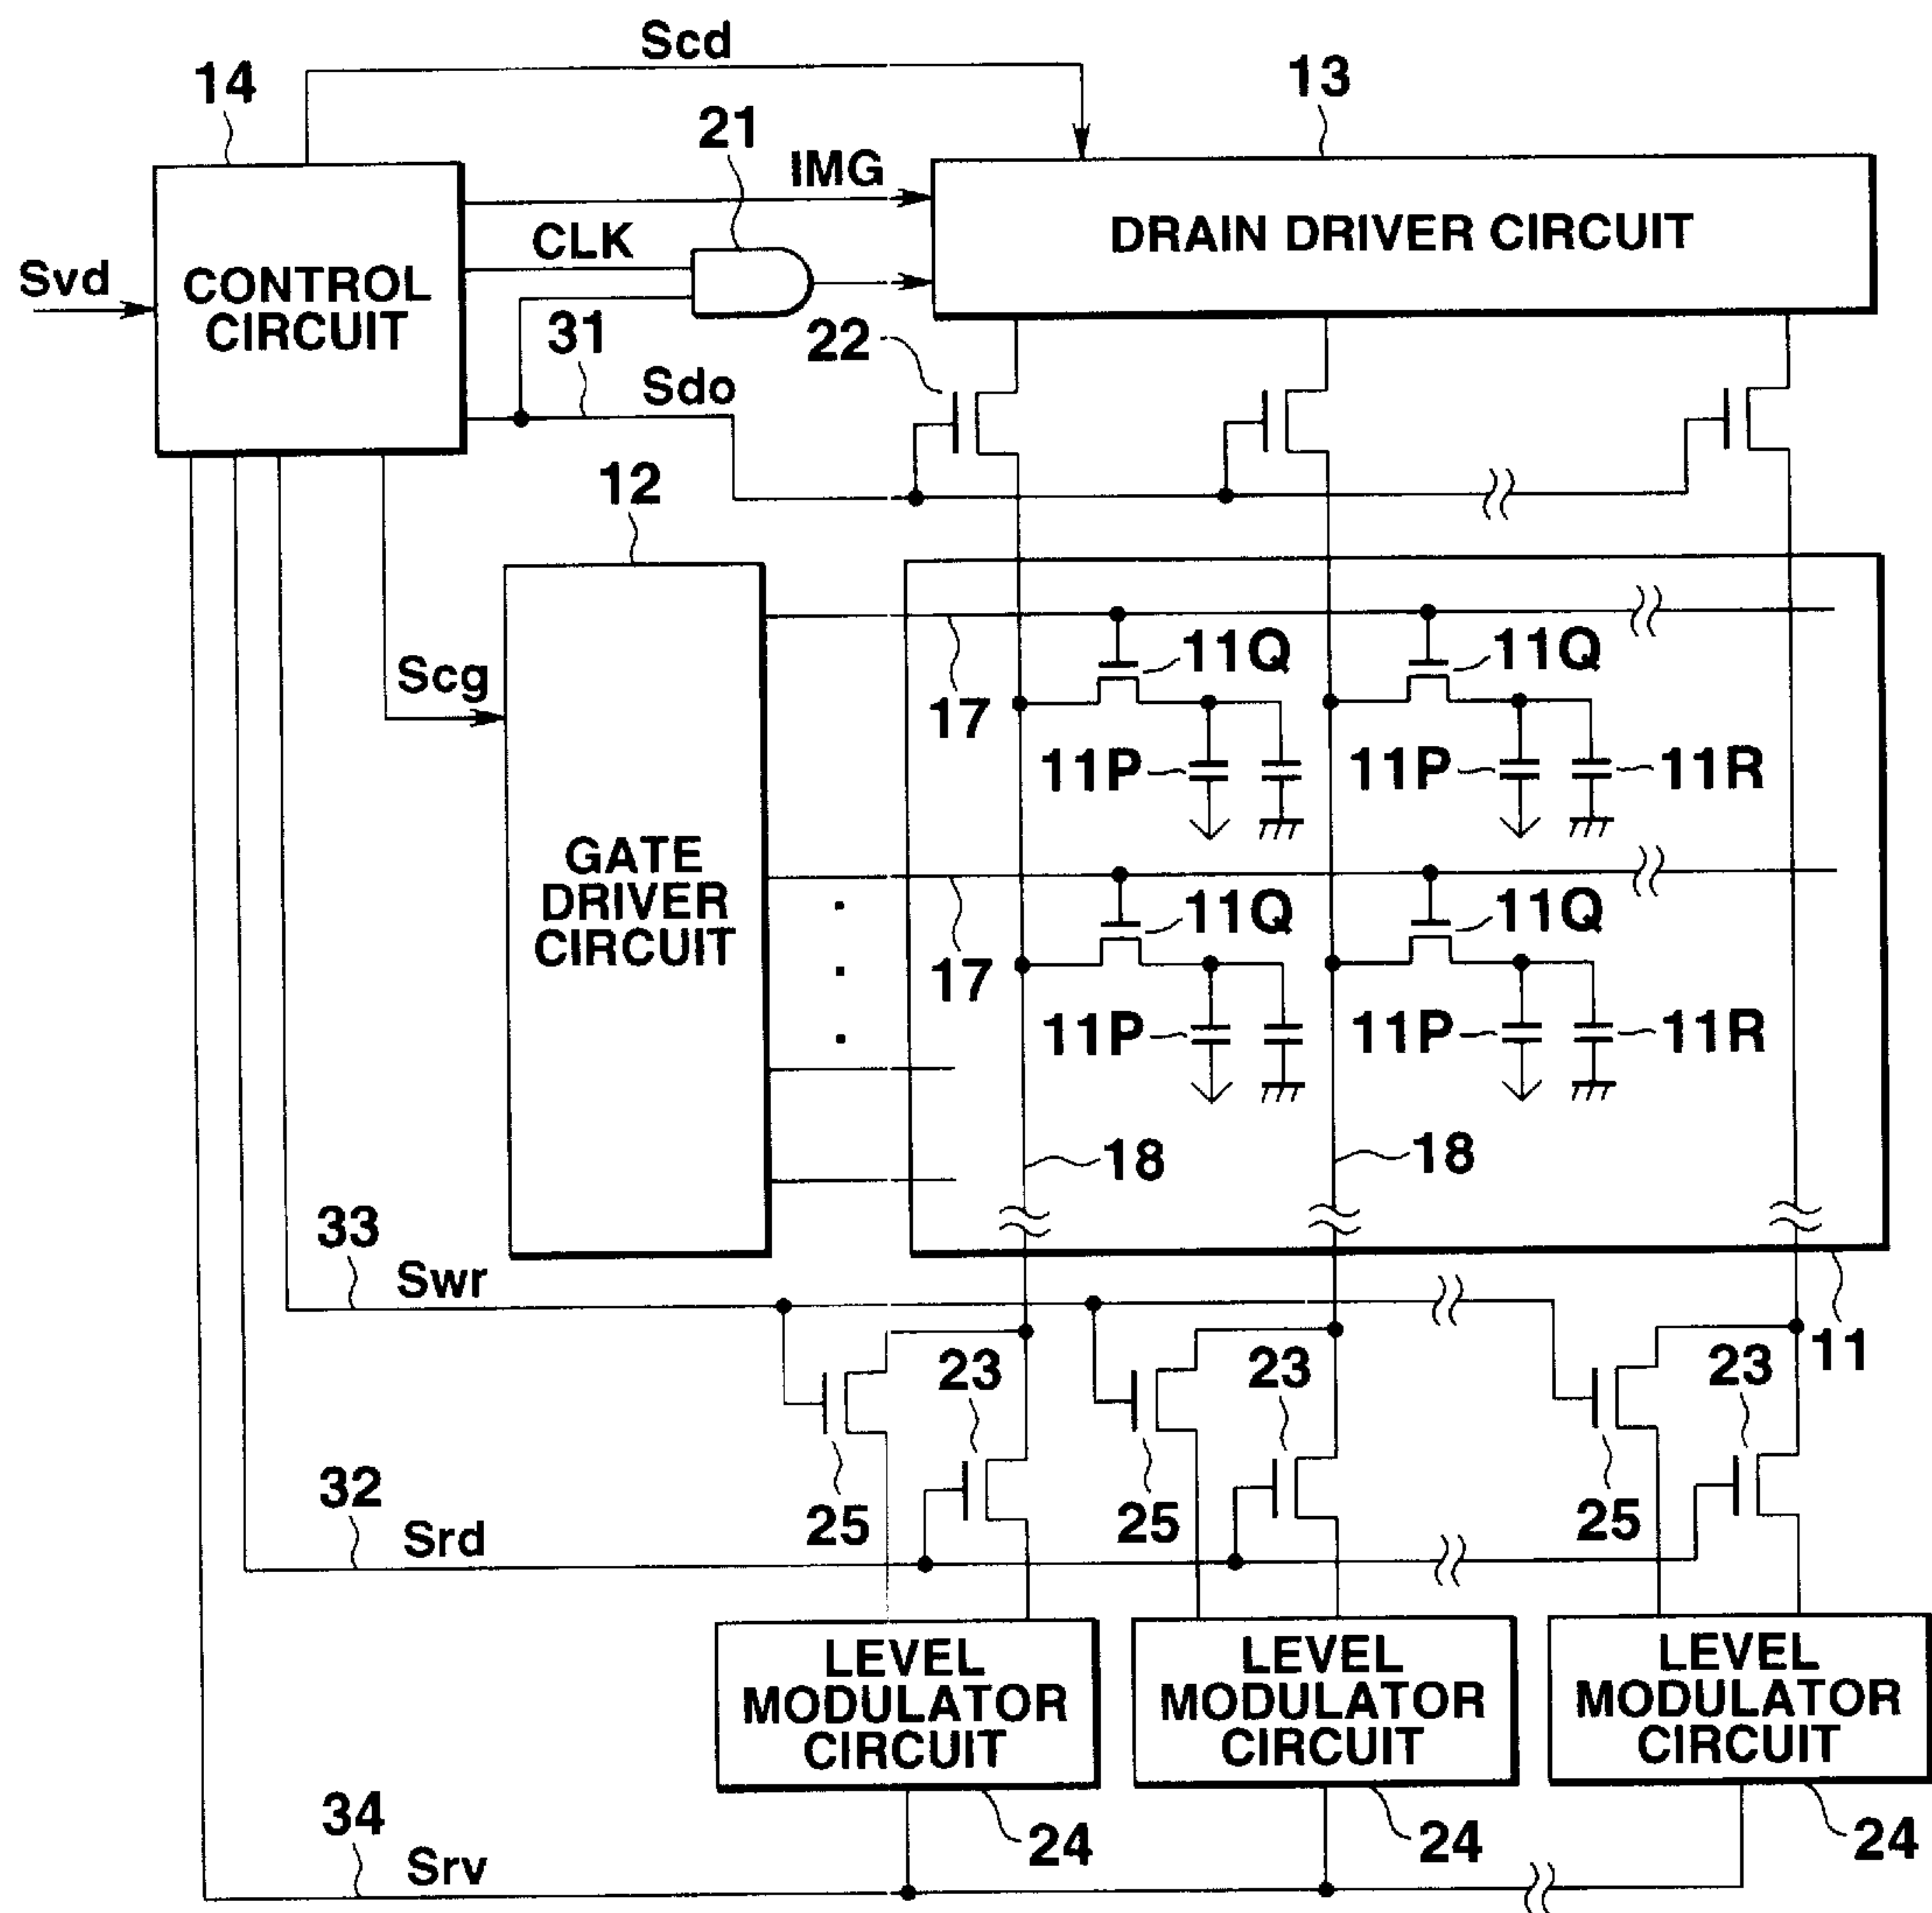 Scd
14
13
21
IMG
CLK
DRAIN DRIVER CIRCUIT
Svd
CONTROL
CIRCUIT
31
22
Sdo
12
11Q
11Q
Scg
17
11P
11P
11R
GATE
DRIVER
CIRCUIT
11Q
11Q
17
11P
11P
11R
18
18
33
Swr
11
23
23
23
32
25
25
25
Srd
LEVEL
MODULATOR
CIRCUIT
LEVEL
MODULATOR
CIRCUIT
LEVEL
MODULATOR
CIRCUIT
34
24
24
24
Srv